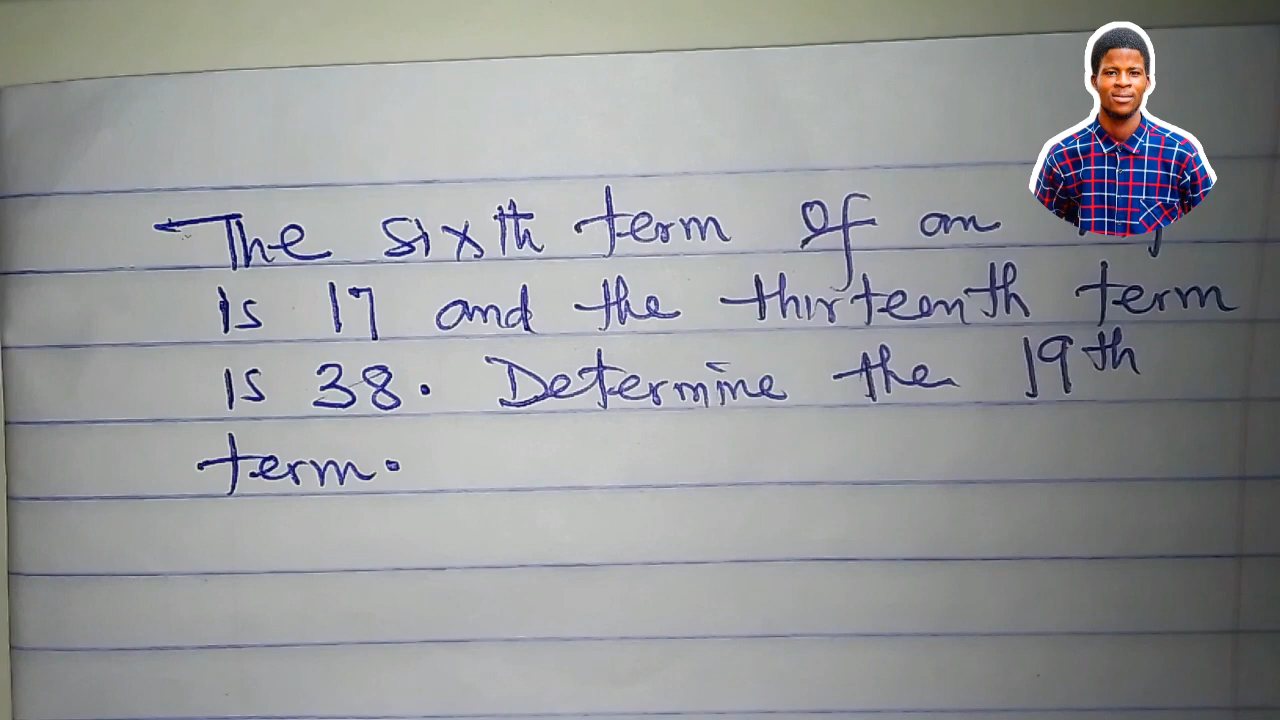 The sixth term of an
is 17 and the thirteenth term
is 38. Determine the 19th
term.